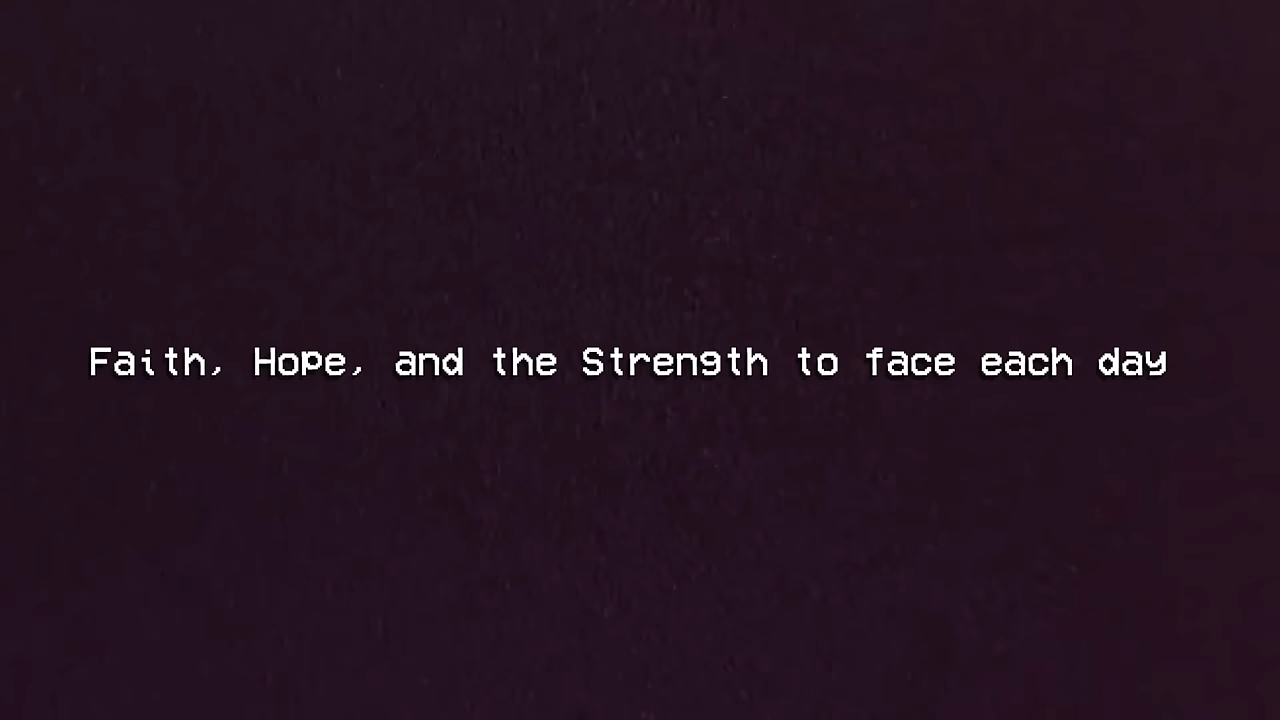 Faith, Hope, and the Strength to face each day